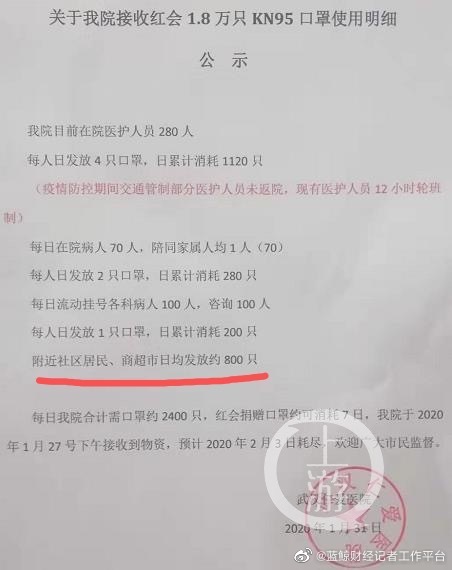 关于我院接收红会 1.8 万只 KN95 口罩使用明细
公 示
我院目前在院医护人员 280 人
每人日发放 4 只口罩，日累计消耗 1120 只
（疫情防控期间交通管制部分医护人员未返院，现有医护人员 12 小时轮班
制）
每日在院病人 70 人，陪同家属人均 1 人（70）
每人日发放 2 只口罩，日累计消耗 280 只
每日流动挂号各科病人 100 人，咨询 100 人
每人日发放 1 只口罩，日累计消耗 200 只
附近社区居民、商超市日均发放约 800 只
每日我院合计需口罩约 2400 只，红会捐赠口罩约可消耗 7 日，我院于 2020
年 1 月 27 号下午接收到物资，预计 2020 年 2 月 3 日耗尽。欢迎广大市民监督。
上游
武汉仁爱医院
2020 年 1 月 31 日
@蓝鲸财经记者工作平台